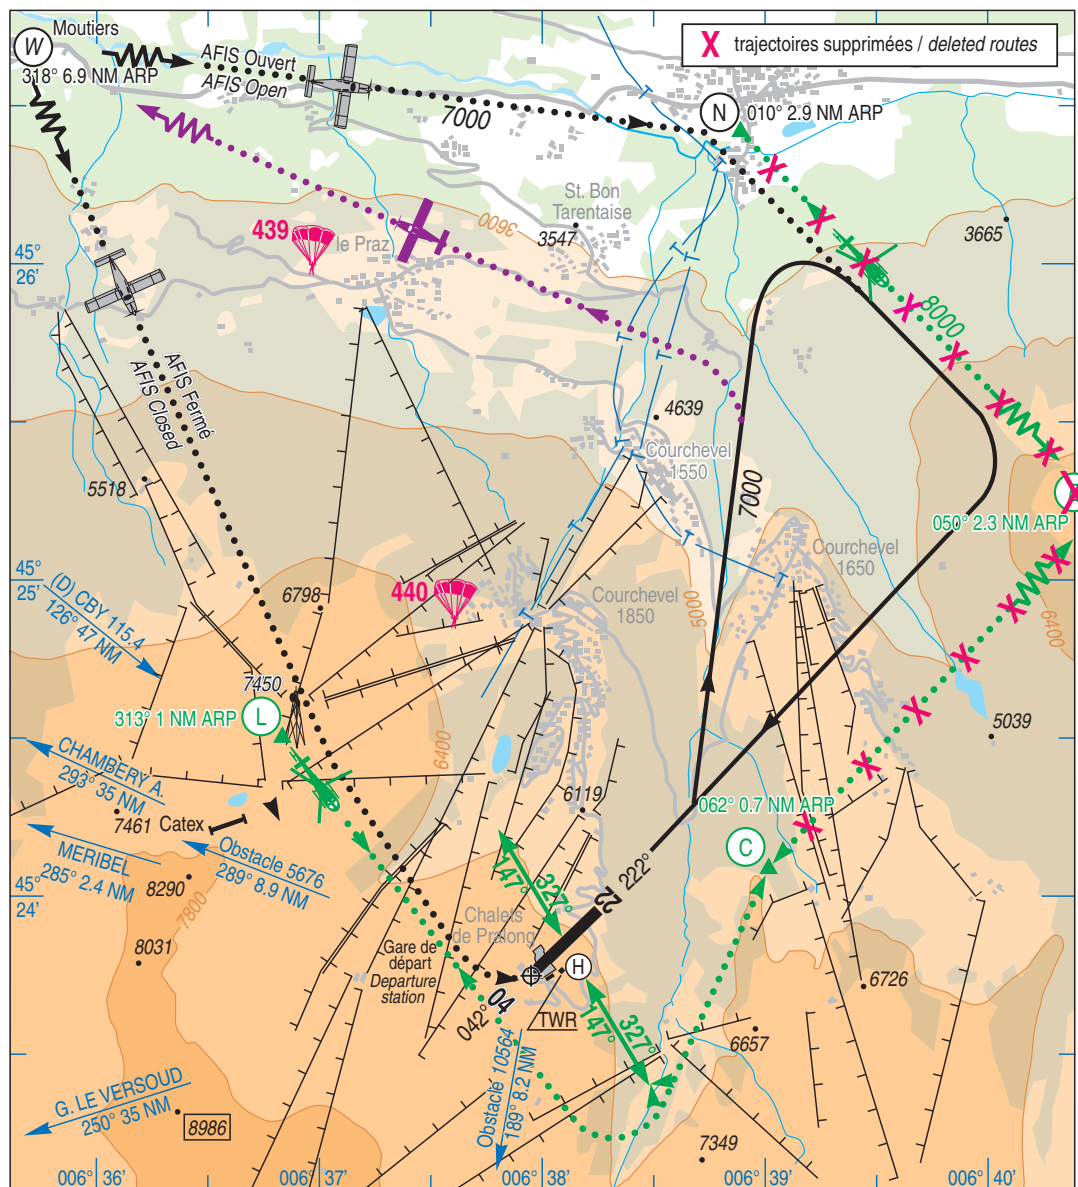 W
Moutiers
318° 6.9 NM ARP
AFIS Ouvert
AFIS Open
7000
X trajectoires supprimées / deleted routes
N
010° 2.9 NM ARP
St. Bon
Tarentaise
3547
3600
3665
439
le Praz
45°
26'
8000
AFIS Fermé
AFIS Closed
4639
Courchevel
1550
7000
5518
050° 2.3 NM ARP
Courchevel
1650
45°
25'
(D) CBY 115.4
126° 47 NM
6798
440
Courchevel
1850
5000
6400
7450
L
313° 1 NM ARP
5039
6400
CHAMBERY A.
293° 35 NM
6119
062° 0.7 NM ARP
7461
Catex
MERIBEL
285° 2.4 NM
Obstacle 5676
289° 8.9 NM
C
327°
147°
222°
22
8290
7800
45°
24'
Chalets
de Pralong
8031
Gare de
départ
Departure
station
H
04
042°
TWR
327°
147°
6726
6657
Obstacle 10564
189° 8.2 NM
G. LE VERSOUD
250° 35 NM
8986
7349
006° 36'
006° 37'
006° 38'
006° 39'
006° 40'